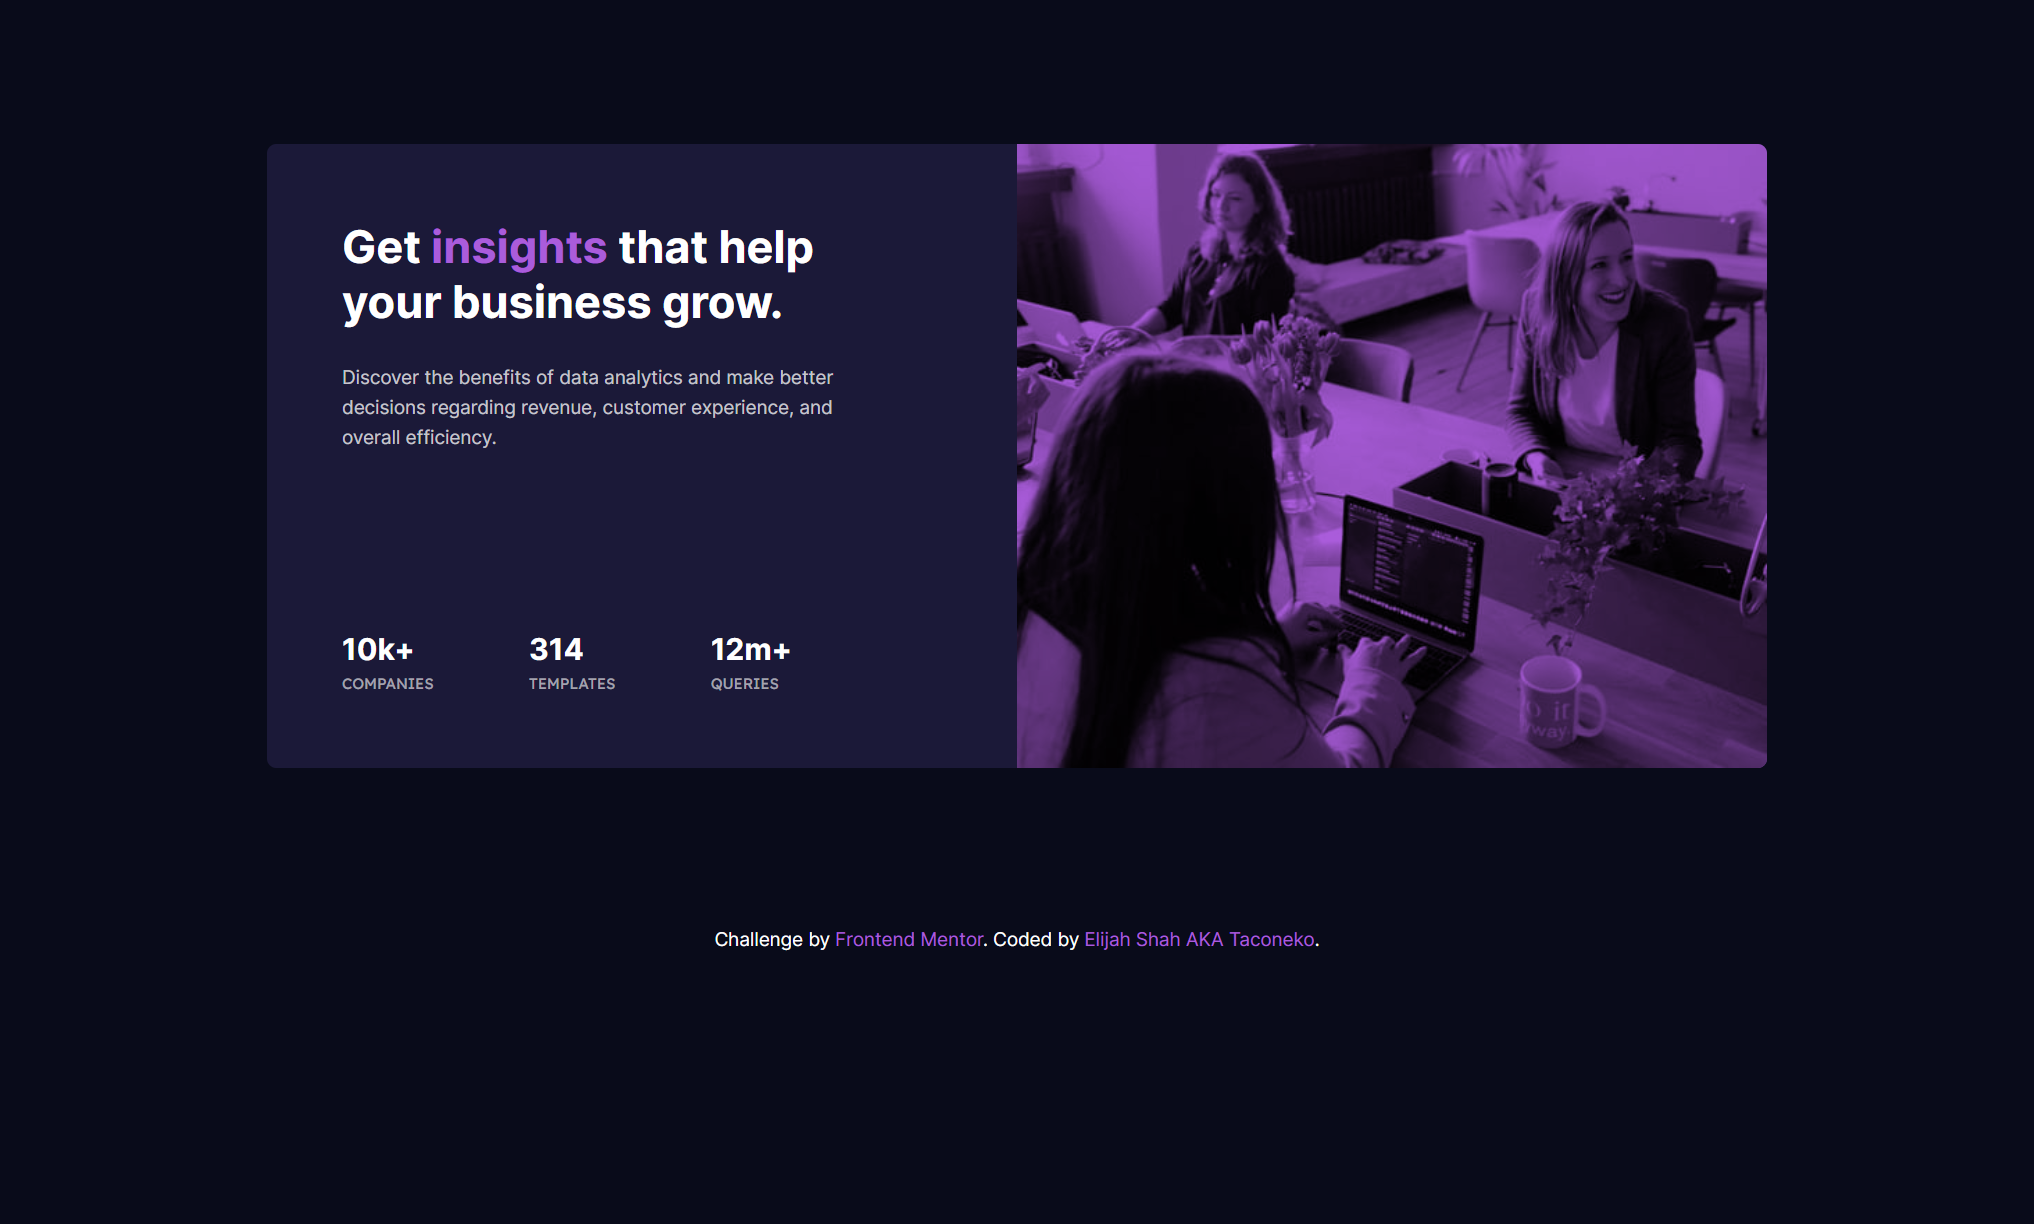 Get insights that help
your business grow.
Discover the benefits of data analytics and make better
decisions regarding revenue, customer experience, and
overall efficiency.
10k+
COMPANIES
314
TEMPLATES
12m+
QUERIES
Challenge by Frontend Mentor. Coded by Elijah Shah AKA Taconeko.